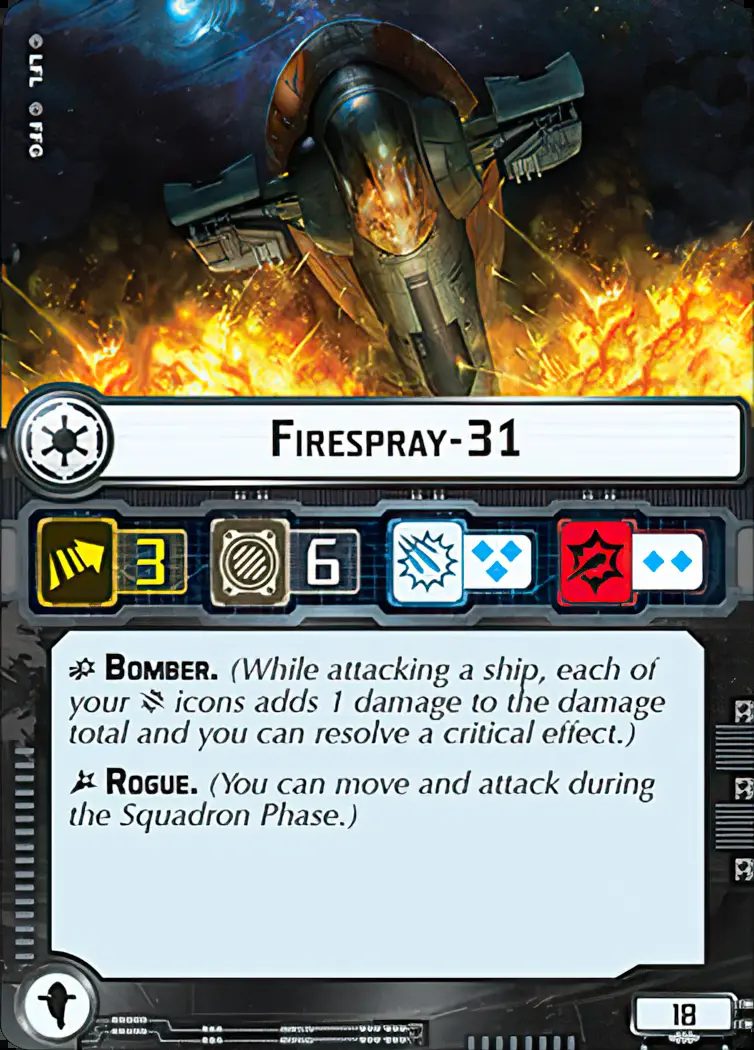 LFL FFG
Firespray-31
3
6
Bomber. (While attacking a ship, each of
your icons adds 1 damage to the damage
total and you can resolve a critical effect.)
Rogue. (You can move and attack during
the Squadron Phase.)
18